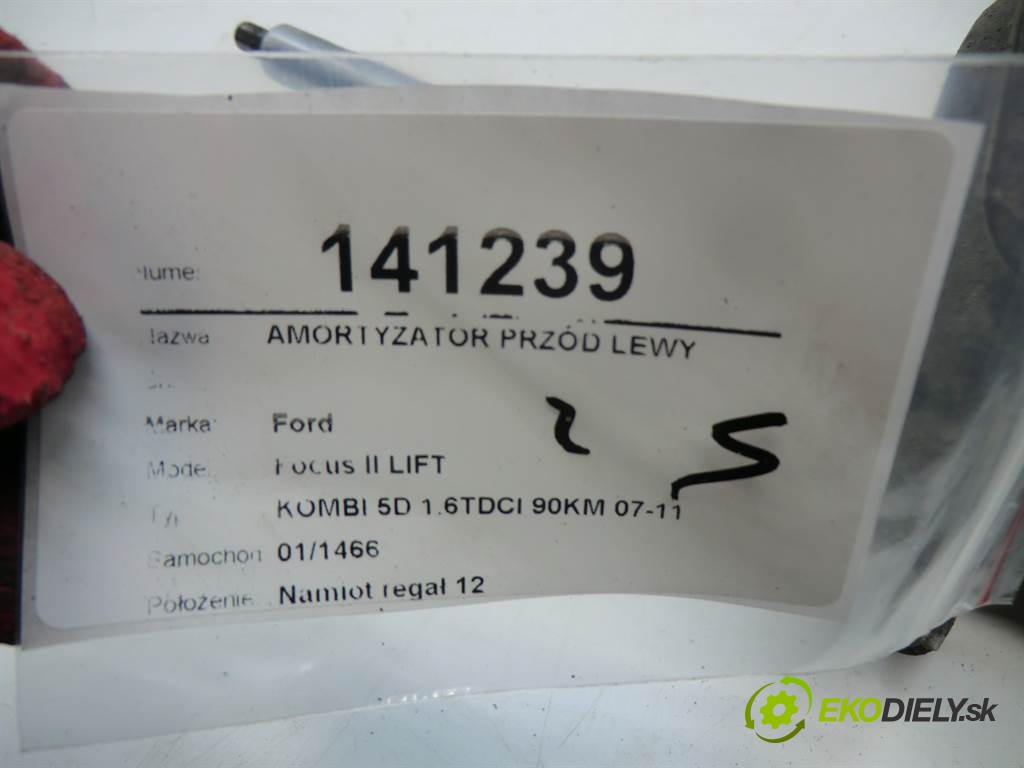 141239
AMORTYZATOR PRZÓD LEWY
Marka: Ford
Focus II LIFT
KOMBI 5D 1.6TDCI 90KM 07-11
01/1466
Położenie Namiot regał 12
EKODIELY.sk